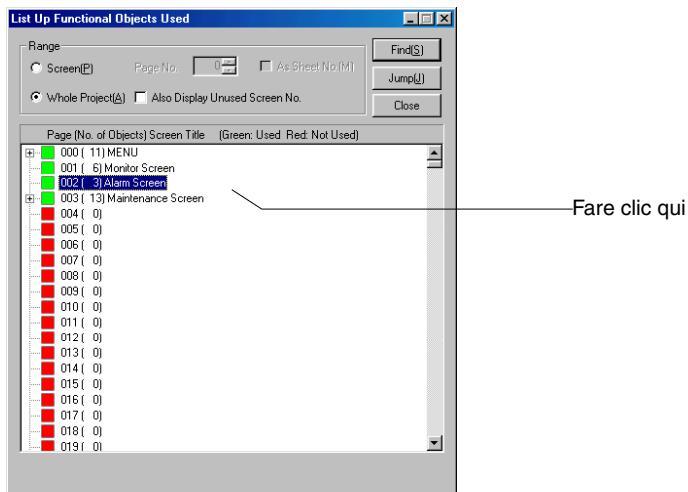 List Up Functional Objects Used
Range
Screen(P) Page No. 0 As Sheet No.(M)
Whole Project(A) Also Display Unused Screen No.
Find(S)
Jump(J)
Close
Page (No. of Objects) Screen Title (Green: Used Red: Not Used)
000 ( 11) MENU
001 ( 6) Monitor Screen
002 ( 3) Alarm Screen
003 ( 13) Maintenance Screen
004 ( 0)
005 ( 0)
006 ( 0)
007 ( 0)
008 ( 0)
009 ( 0)
010 ( 0)
011 ( 0)
012 ( 0)
013 ( 0)
014 ( 0)
015 ( 0)
016 ( 0)
017 ( 0)
018 ( 0)
019 ( 0)
Fare clic qui